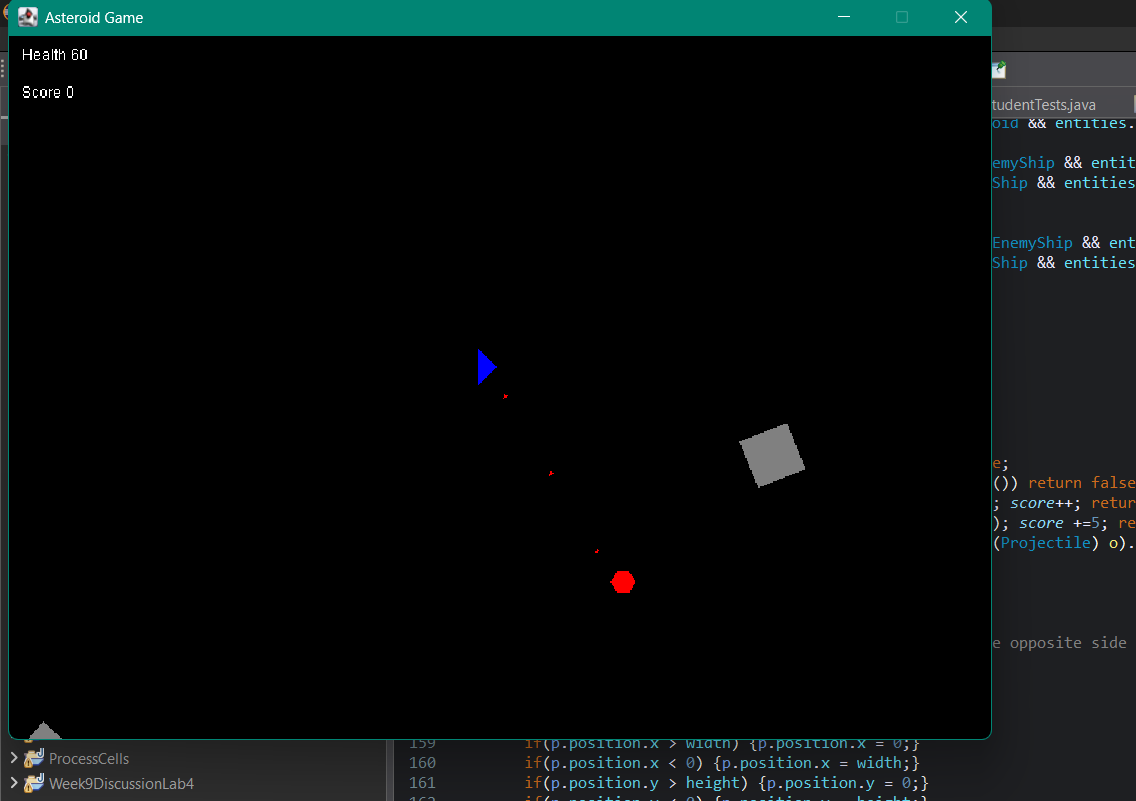 Asteroid Game
Health 60
Score 0
tudentTests.java
oid && entities.
emyShip && entit
Ship && entities
EnemyShip && ent
Ship && entities
e;
()) return false
; score++; retur
); score +=5; re
(Projectile) o).
e opposite side
159 if(p.position.x > width) {p.position.x = 0;}
ProcessCells
160 if(p.position.x < 0) {p.position.x = width;}
Week9DiscussionLab4
161 if(p.position.y > height) {p.position.y = 0;}